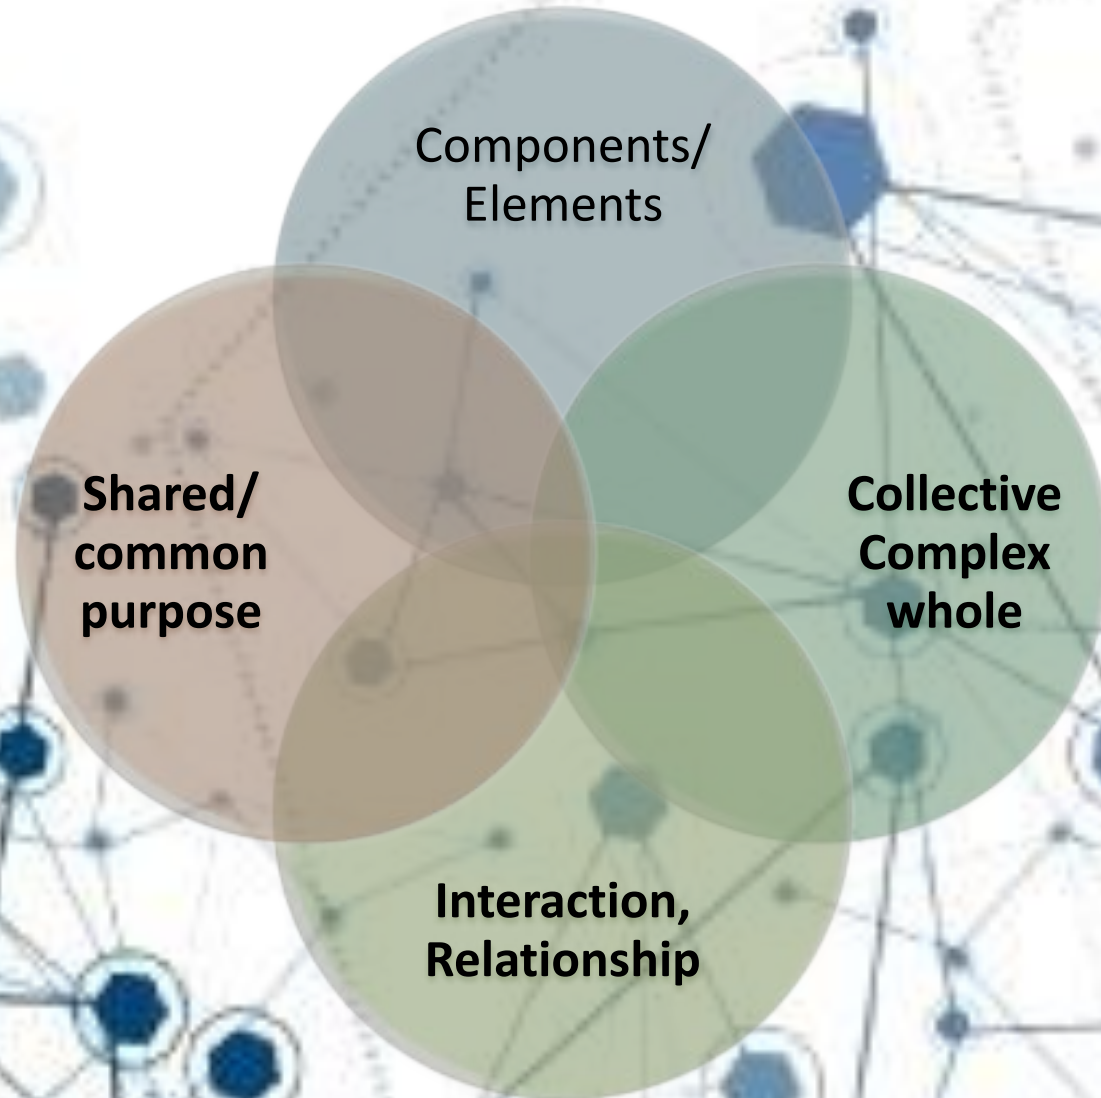 Components/
Elements
Shared/
common
purpose
Collective
Complex
whole
Interaction,
Relationship